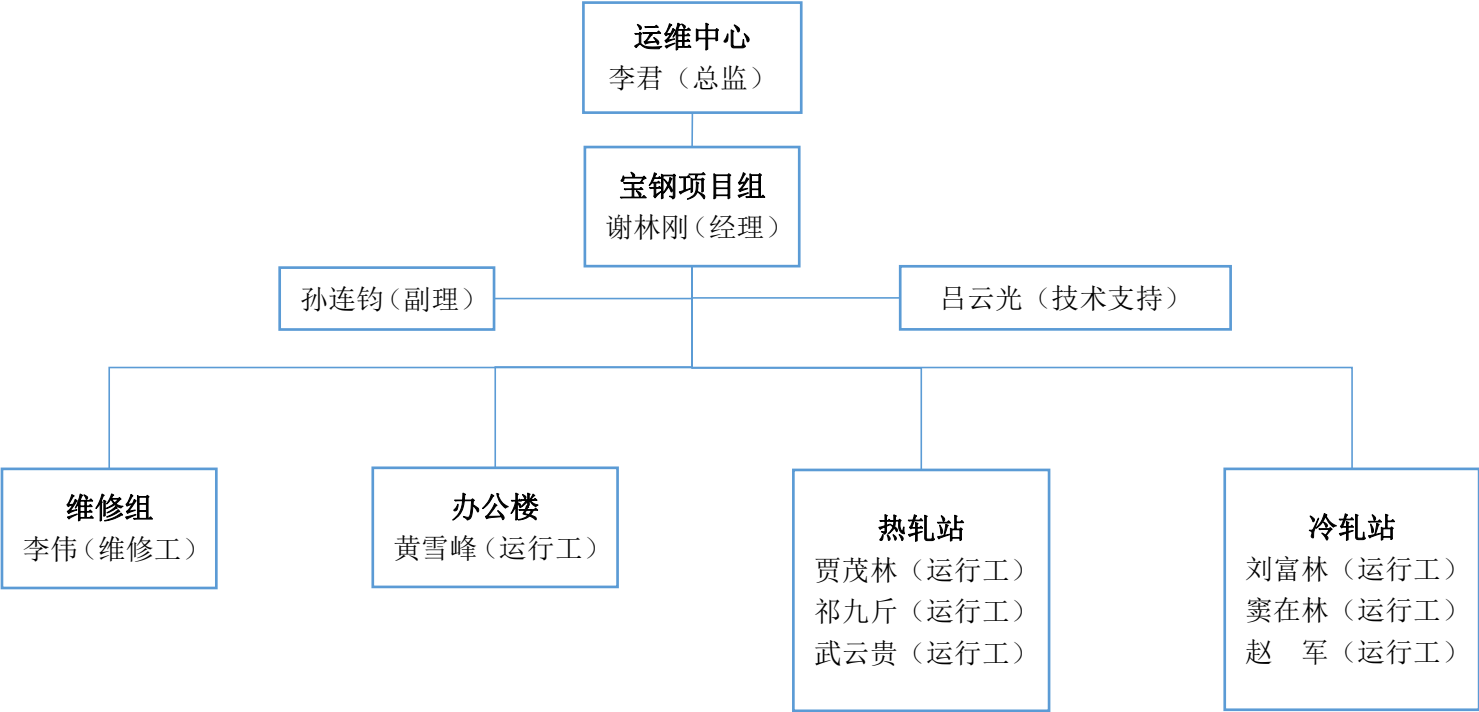 运维中心
李君（总监）
宝钢项目组
谢林刚（经理）
孙连钧（副理）
吕云光（技术支持）
维修组
李伟（维修工）
办公楼
黄雪峰（运行工）
热轧站
贾茂林（运行工）
祁九斤（运行工）
武云贵（运行工）
冷轧站
刘富林（运行工）
窦在林（运行工）
赵　军（运行工）